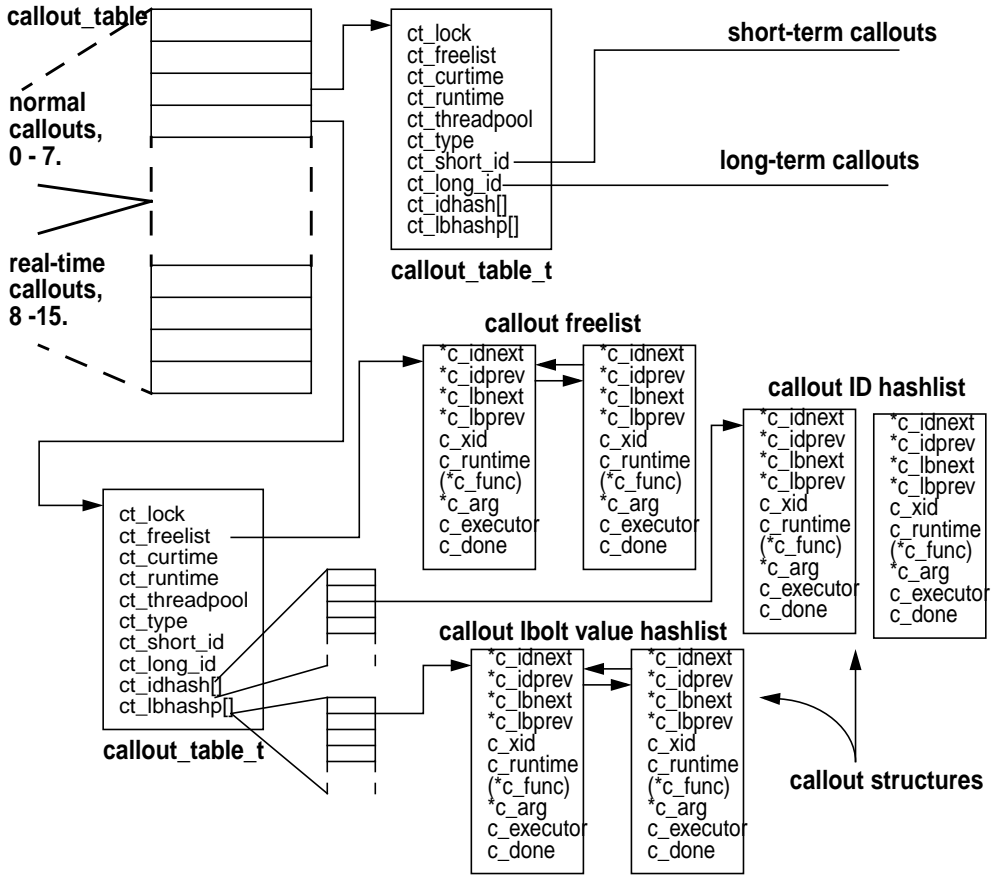 callout_table
normal
callouts,
0 - 7.
real-time
callouts,
8 -15.
ct_lock
ct_freelist
ct_curtime
ct_runtime
ct_threadpool
ct_type
ct_short_id
ct_long_id
ct_idhash[]
ct_lbhashp[]
callout_table_t
short-term callouts
long-term callouts
callout freelist
*c_idnext
*c_idprev
*c_lbnext
*c_lbprev
c_xid
c_runtime
(*c_func)
*c_arg
c_executor
c_done
*c_idnext
*c_idprev
*c_lbnext
*c_lbprev
c_xid
c_runtime
(*c_func)
*c_arg
c_executor
c_done
callout ID hashlist
*c_idnext
*c_idprev
*c_lbnext
*c_lbprev
c_xid
c_runtime
(*c_func)
*c_arg
c_executor
c_done
*c_idnext
*c_idprev
*c_lbnext
*c_lbprev
c_xid
c_runtime
(*c_func)
*c_arg
c_executor
c_done
ct_lock
ct_freelist
ct_curtime
ct_runtime
ct_threadpool
ct_type
ct_short_id
ct_long_id
ct_idhash[]
ct_lbhashp[]
callout_table_t
callout lbolt value hashlist
*c_idnext
*c_idprev
*c_lbnext
*c_lbprev
c_xid
c_runtime
(*c_func)
*c_arg
c_executor
c_done
*c_idnext
*c_idprev
*c_lbnext
*c_lbprev
c_xid
c_runtime
(*c_func)
*c_arg
c_executor
c_done
callout structures